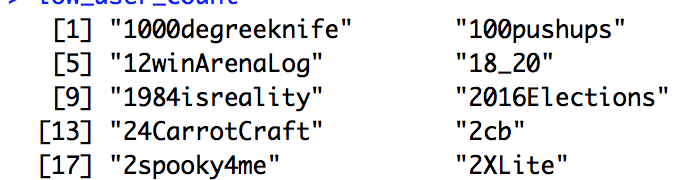 > low_user_count
[1] "1000degreeknife" "100pushups"
[5] "12winArenaLog" "18_20"
[9] "1984isreality" "2016Elections"
[13] "24CarrotCraft" "2cb"
[17] "2spooky4me" "2XLite"